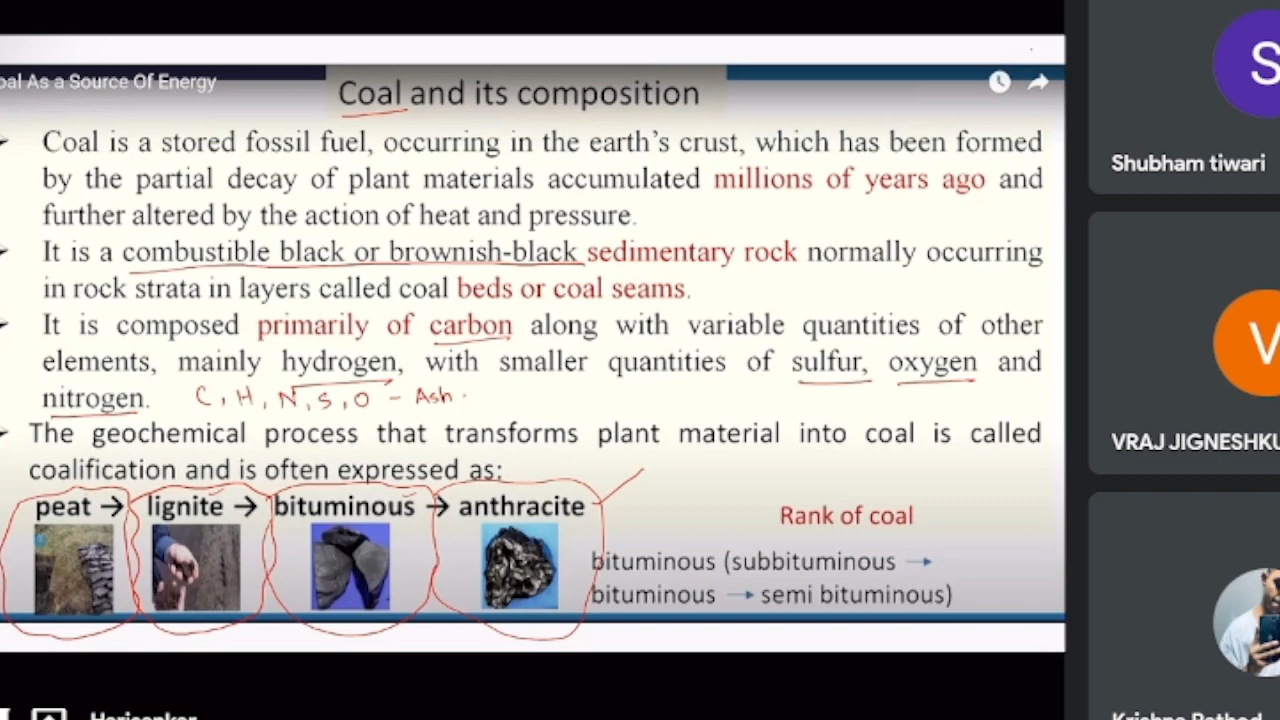 oal As a Source Of Energy
Coal and its composition
Coal is a stored fossil fuel, occurring in the earth's crust, which has been formed
by the partial decay of plant materials accumulated millions of years ago and
further altered by the action of heat and pressure.
It is a combustible black or brownish-black sedimentary rock normally occurring
in rock strata in layers called coal beds or coal seams.
It is composed primarily of carbon along with variable quantities of other
elements, mainly hydrogen, with smaller quantities of sulfur, oxygen and
nitrogen. C, H, N, S, O - Ash.
The geochemical process that transforms plant material into coal is called
coalification and is often expressed as:
peat → lignite → bituminous → anthracite
Rank of coal
bituminous (subbituminous →
bituminous → semi bituminous)
S
Shubham tiwari
V
VRAJ JIGNESHKU
Krishna Rathod
Harisankar